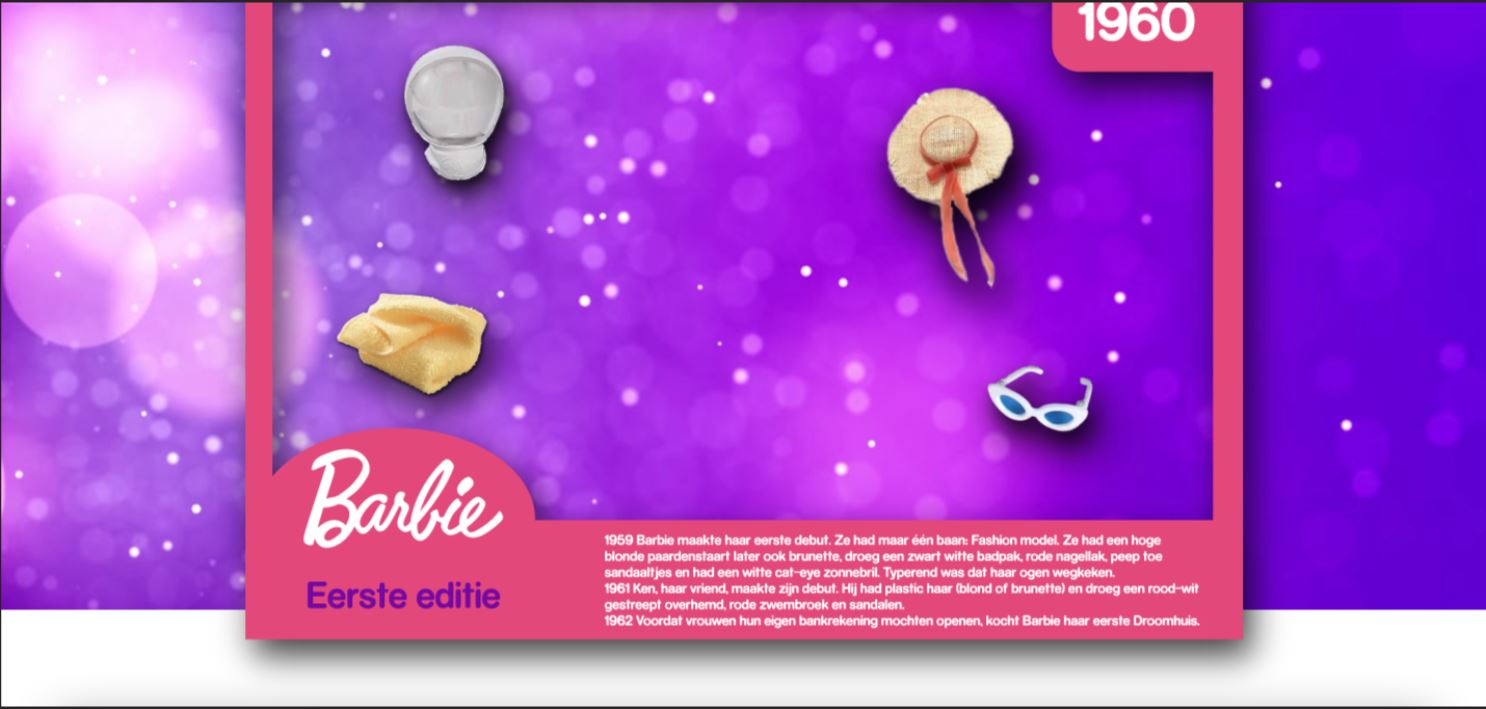 1960
Barbie
Eerste editie
1959 Barbie maakte haar eerste debut. Ze had maar één baan: Fashion model. Ze had een hoge
blonde paardenstaart later ook brunette, droeg een zwart witte badpak, rode nagellak, peep toe
sandaaltjes en had een witte cat-eye zonnebril. Typerend was dat haar ogen wegkeken.
1961 Ken, haar vriend, maakte zijn debut. Hij had plastic haar (blond of brunette) en droeg een rood-wit
gestreept overhemd, rode zwembroek en sandalen.
1962 Voordat vrouwen hun eigen bankrekening mochten openen, kocht Barbie haar eerste Droomhuis.